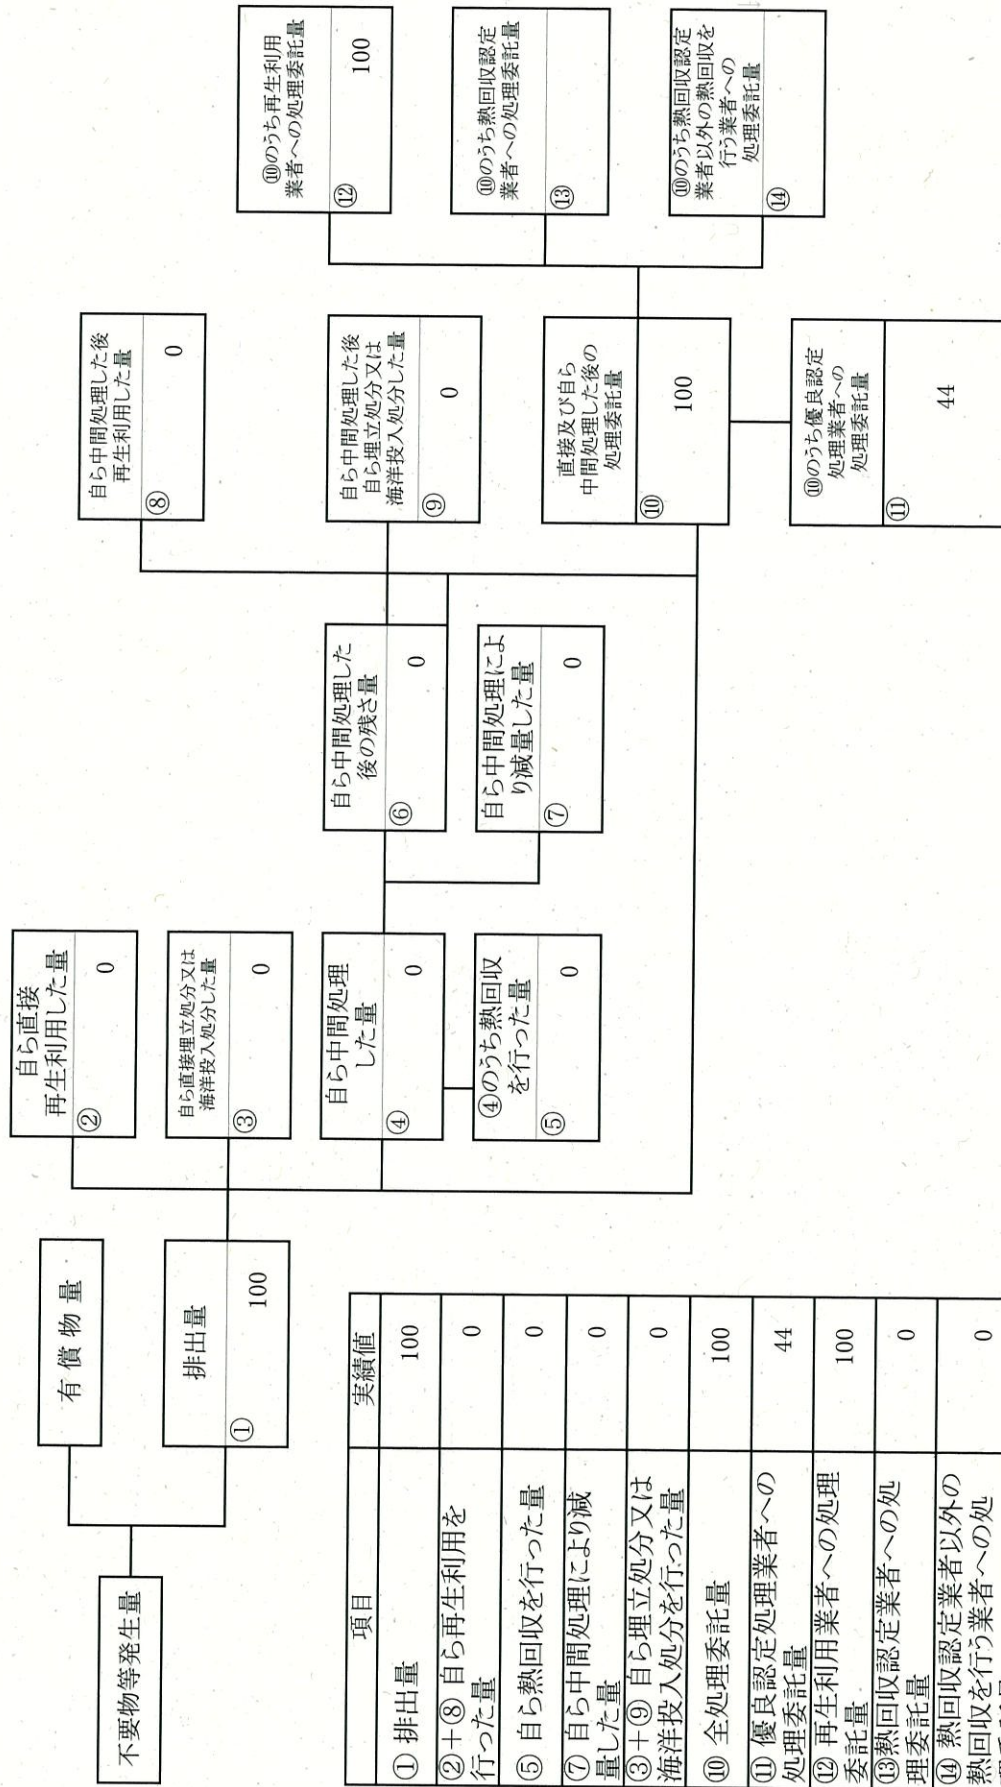 不要物等発生量
有償物量
排出量
① 100
自ら直接
再生利用した量
② 0
自ら直接埋立処分又は
海洋投入処分した量
③ 0
自ら中間処理
した量
④ 0
④のうち熱回収
を行った量
⑤ 0
自ら中間処理した
後の残さ量
⑥ 0
自ら中間処理によ
り減量した量
⑦ 0
自ら中間処理した後
再生利用した量
⑧ 0
自ら中間処理した後
自ら埋立処分又は
海洋投入処分した量
⑨ 0
直接及び自ら
中間処理した後の
処理委託量
⑩ 100
⑩のうち優良認定
処理業者への
処理委託量
⑪ 44
⑩のうち再生利用
業者への処理委託量
⑫ 100
⑩のうち熱回収認定
業者への処理委託量
⑬
⑩のうち熱回収認定
業者以外の熱回収を
行う業者への
処理委託量
⑭
項目 実績値
① 排出量 100
②+⑧ 自ら再生利用を
行った量 0
⑤ 自ら熱回収を行った量 0
⑦ 自ら中間処理により減
量した量 0
③+⑨ 自ら埋立処分又は
海洋投入処分を行った量 0
⑩ 全処理委託量 100
⑪ 優良認定処理業者への
処理委託量 44
⑫ 再生利用業者への処理
委託量 100
⑬熱回収認定業者への処
理委託量 0
⑭ 熱回収認定業者以外の
熱回収を行う業者への処 0